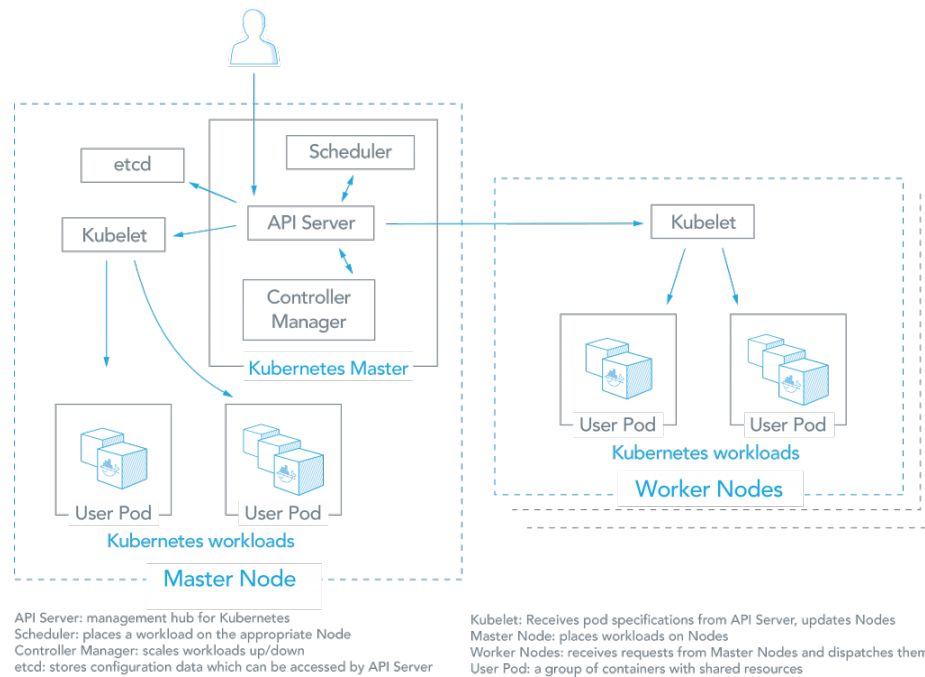 Scheduler
etcd
API Server
Kubelet
Controller
Manager
Kubernetes Master
User Pod
User Pod
Kubernetes workloads
Master Node
Kubelet
User Pod
User Pod
Kubernetes workloads
Worker Nodes
API Server: management hub for Kubernetes
Scheduler: places a workload on the appropriate Node
Controller Manager: scales workloads up/down
etcd: stores configuration data which can be accessed by API Server
Kubelet: Receives pod specifications from API Server, updates Nodes
Master Node: places workloads on Nodes
Worker Nodes: receives requests from Master Nodes and dispatches them
User Pod: a group of containers with shared resources